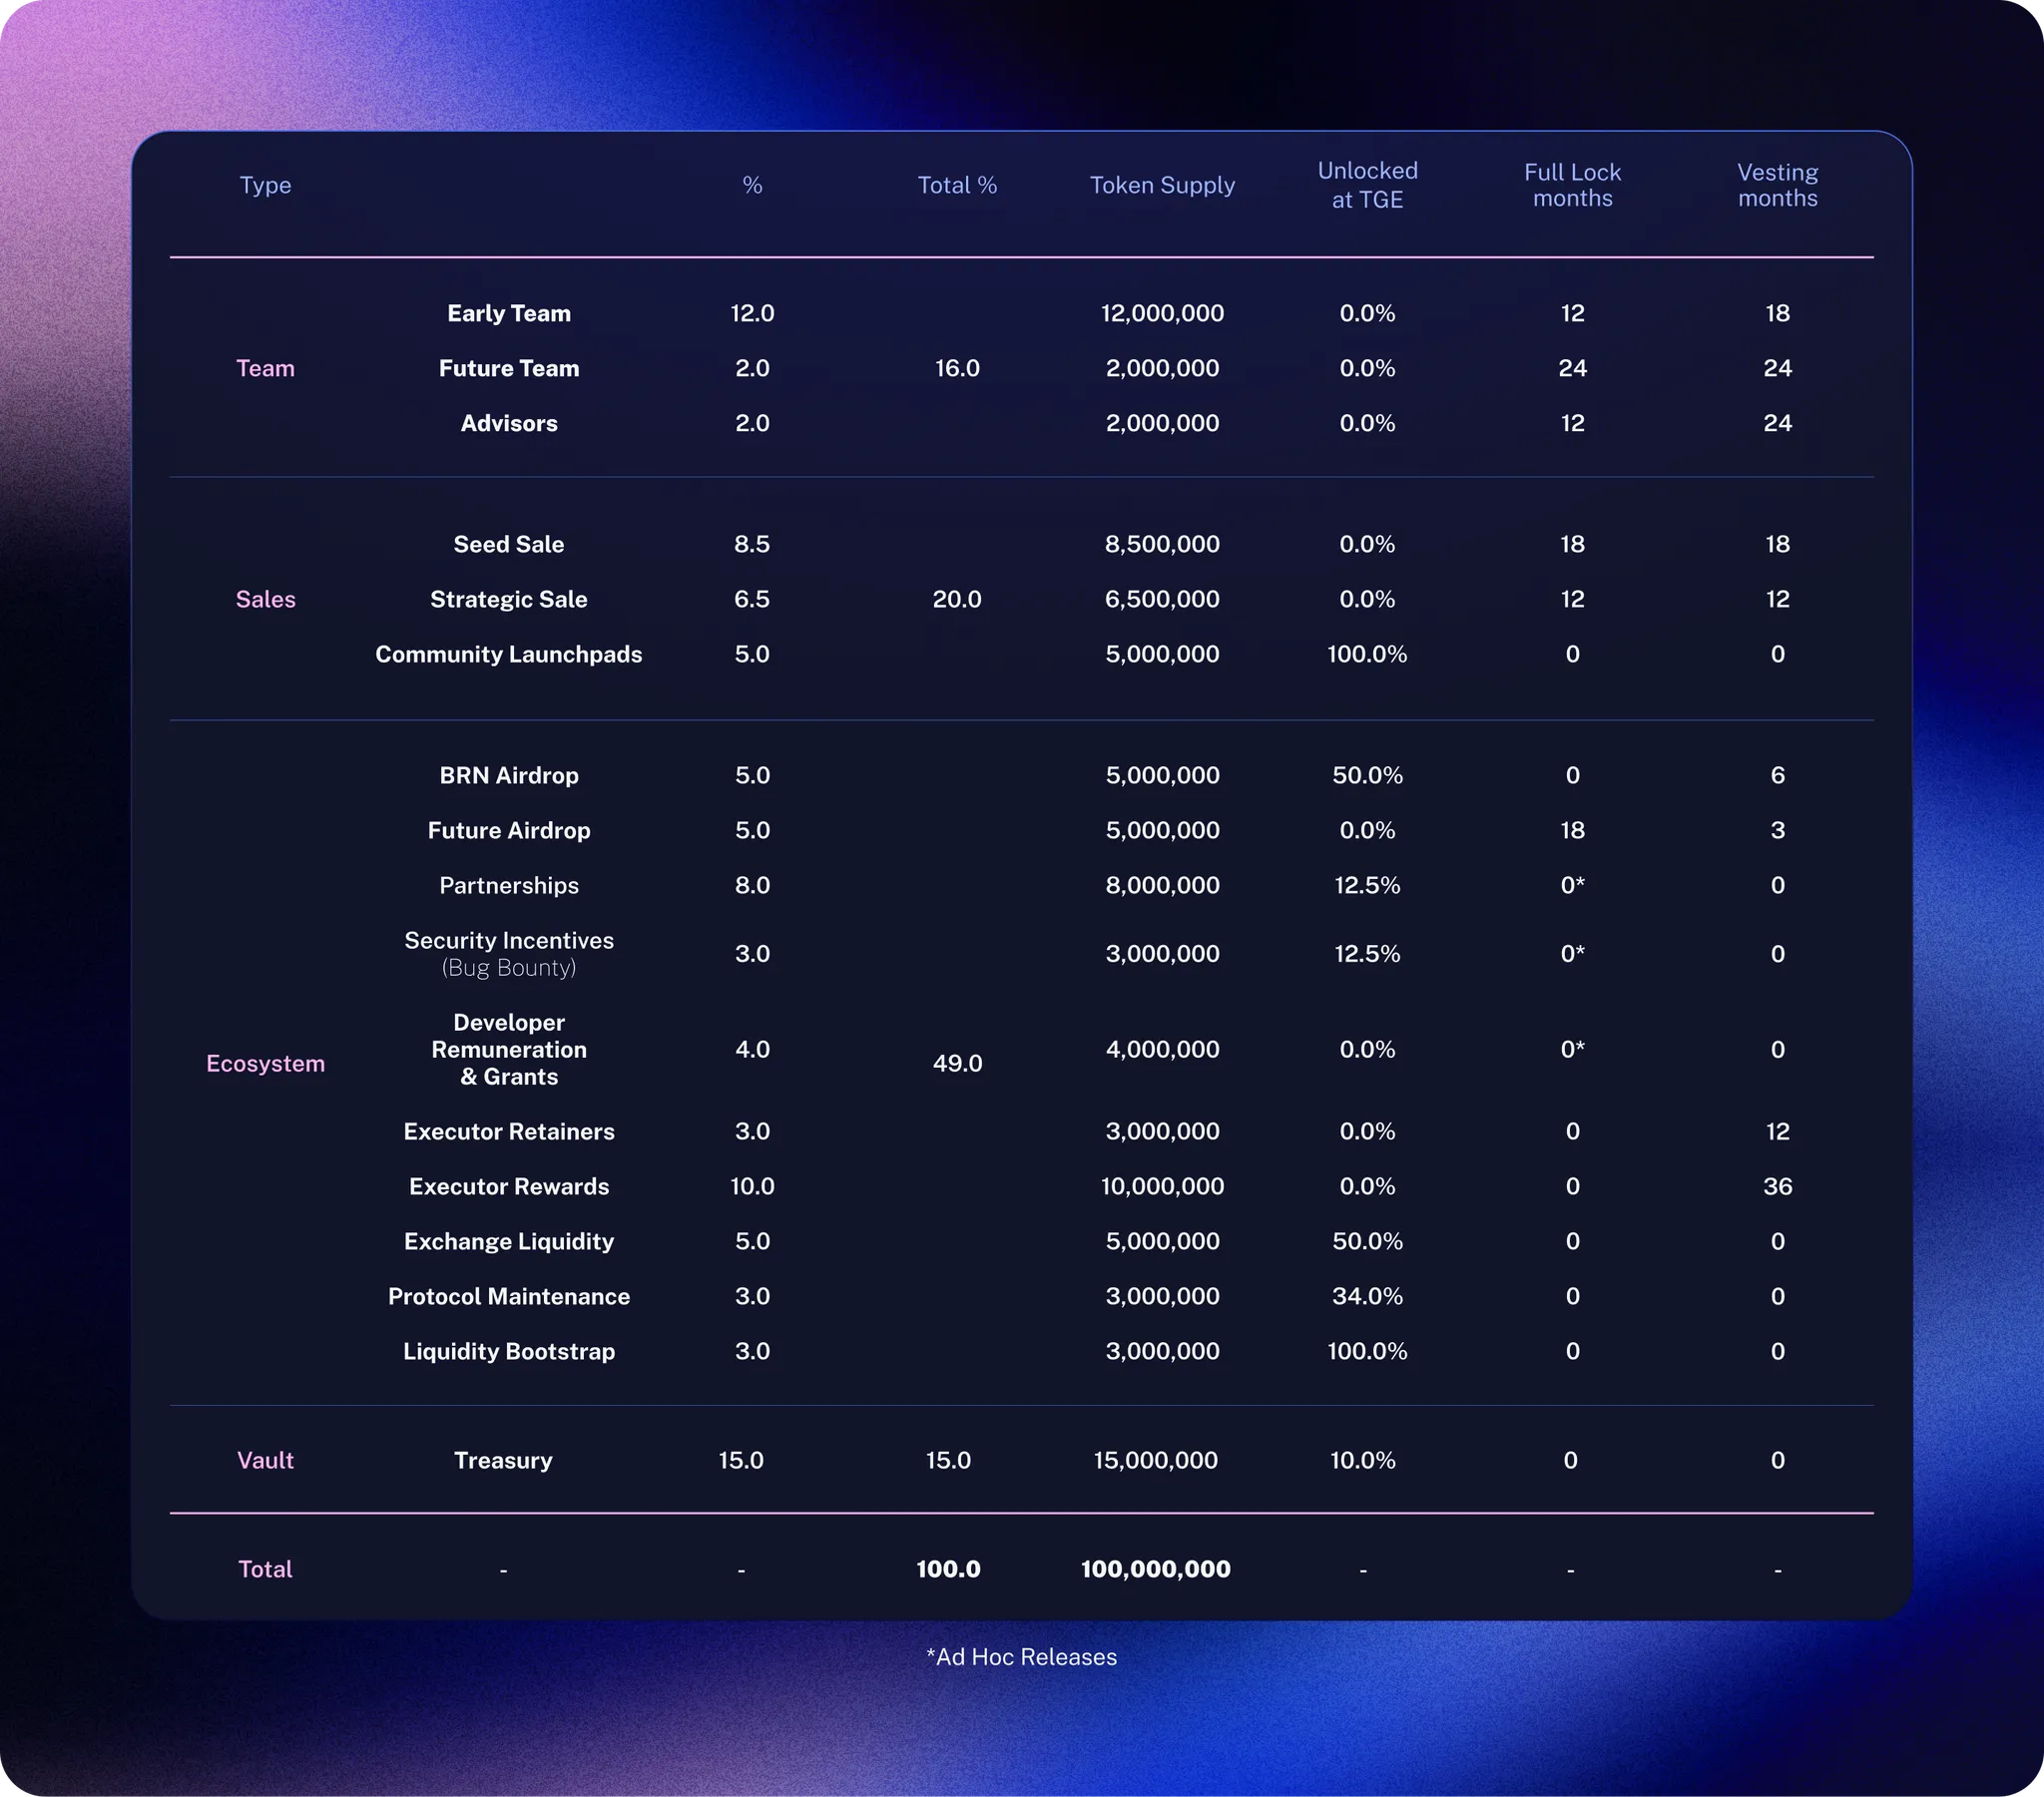 Type % Total % Token Supply Unlocked at TGE Full Lock months Vesting months
Early Team 12.0 12,000,000 0.0% 12 18
Team Future Team 2.0 16.0 2,000,000 0.0% 24 24
Advisors 2.0 2,000,000 0.0% 12 24
Seed Sale 8.5 8,500,000 0.0% 18 18
Sales Strategic Sale 6.5 20.0 6,500,000 0.0% 12 12
Community Launchpads 5.0 5,000,000 100.0% 0 0
BRN Airdrop 5.0 5,000,000 50.0% 0 6
Future Airdrop 5.0 5,000,000 0.0% 18 3
Partnerships 8.0 8,000,000 12.5% 0* 0
Security Incentives (Bug Bounty) 3.0 3,000,000 12.5% 0* 0
Ecosystem Developer Remuneration & Grants 4.0 49.0 4,000,000 0.0% 0* 0
Executor Retainers 3.0 3,000,000 0.0% 0 12
Executor Rewards 10.0 10,000,000 0.0% 0 36
Exchange Liquidity 5.0 5,000,000 50.0% 0 0
Protocol Maintenance 3.0 3,000,000 34.0% 0 0
Liquidity Bootstrap 3.0 3,000,000 100.0% 0 0
Vault Treasury 15.0 15.0 15,000,000 10.0% 0 0
Total - - 100.0 100,000,000 - - -
*Ad Hoc Releases